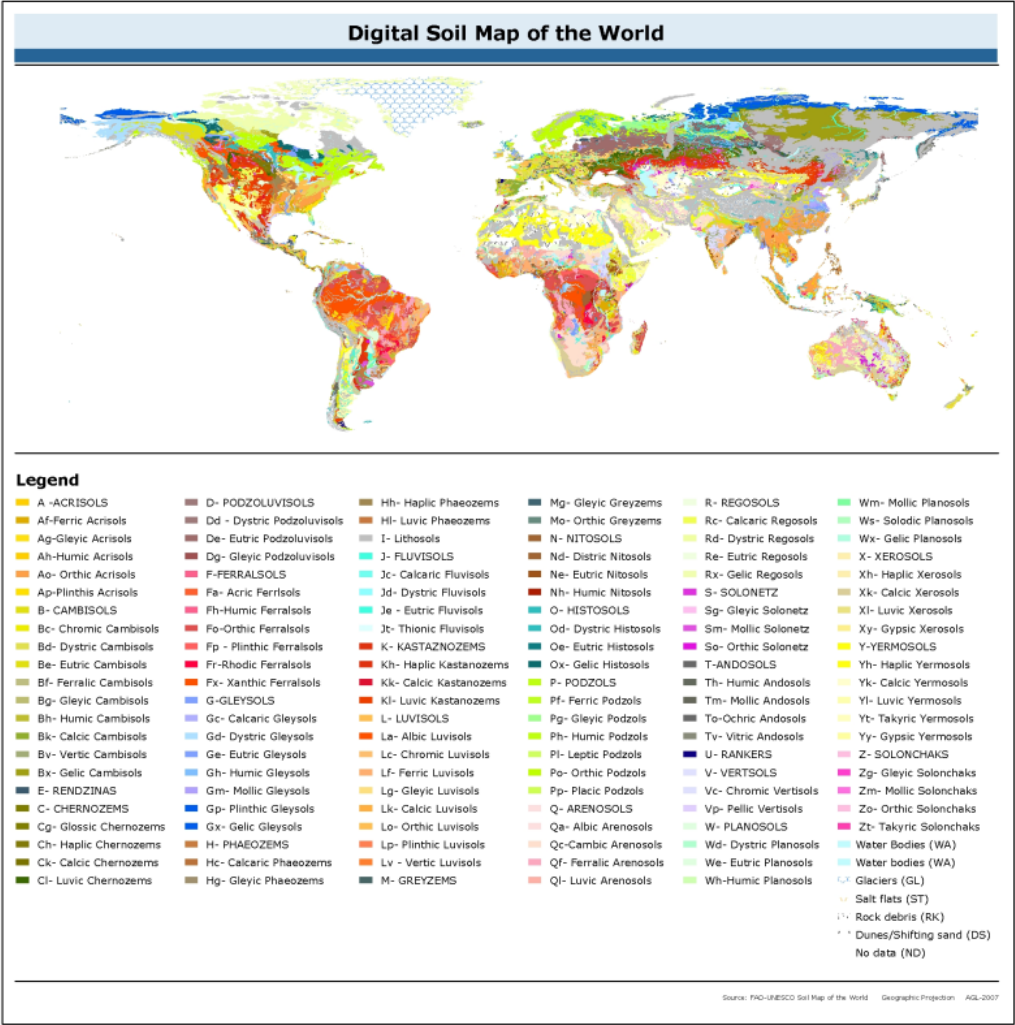 Digital Soil Map of the World
Legend
A -ACRISOLS
Af-Ferric Acrisols
Ag-Gleyic Acrisols
Ah-Humic Acrisols
Ao- Orthic Acrisols
Ap-Plinthis Acrisols
B- CAMBISOLS
Bc- Chromic Cambisols
Bd- Dystric Cambisols
Be- Eutric Cambisols
Bf- Ferralic Cambisols
Bg- Gleyic Cambisols
Bh- Humic Cambisols
Bk- Calcic Cambisols
Bv- Vertic Cambisols
Bx- Gelic Cambisols
E- RENDZINAS
C- CHERNOZEMS
Cg- Glossic Chernozems
Ch- Haplic Chernozems
Ck- Calcic Chernozems
Cl- Luvic Chernozems
D- PODZOLUVISOLS
Dd - Dystric Podzoluvisols
De- Eutric Podzoluvisols
Dg- Gleyic Podzoluvisols
F-FERRALSOLS
Fa- Acric Ferrlsols
Fh-Humic Ferralsols
Fo-Orthic Ferralsols
Fp - Plinthic Ferralsols
Fr-Rhodic Ferralsols
Fx- Xanthic Ferralsols
G-GLEYSOLS
Gc- Calcaric Gleysols
Gd- Dystric Gleysols
Ge- Eutric Gleysols
Gh- Humic Gleysols
Gm- Mollic Gleysols
Gp- Plinthic Gleysols
Gx- Gelic Gleysols
H- PHAEOZEMS
Hc- Calcaric Phaeozems
Hg- Gleyic Phaeozems
Hh- Haplic Phaeozems
Hl- Luvic Phaeozems
I- Lithosols
J- FLUVISOLS
Jc- Calcaric Fluvisols
Jd- Dystric Fluvisols
Je - Eutric Fluvisols
Jt- Thionic Fluvisols
K- KASTAZNOZEMS
Kh- Haplic Kastanozems
Kk- Calcic Kastanozems
Kl- Luvic Kastanozems
L- LUVISOLS
La- Albic Luvisols
Lc- Chromic Luvisols
Lf- Ferric Luvisols
Lg- Gleyic Luvisols
Lk- Calcic Luvisols
Lo- Orthic Luvisols
Lp- Plinthic Luvisols
Lv - Vertic Luvisols
M- GREYZEMS
Mg- Gleyic Greyzems
Mo- Orthic Greyzems
N- NITOSOLS
Nd- Distric Nitosols
Ne- Eutric Nitosols
Nh- Humic Nitosols
O- HISTOSOLS
Od- Dystric Histosols
Oe- Eutric Histosols
Ox- Gelic Histosols
P- PODZOLS
Pf- Ferric Podzols
Pg- Gleyic Podzols
Ph- Humic Podzols
Pl- Leptic Podzols
Po- Orthic Podzols
Pp- Placic Podzols
Q- ARENOSOLS
Qa- Albic Arenosols
Qc-Cambic Arenosols
Qf- Ferralic Arenosols
Ql- Luvic Arenosols
R- REGOSOLS
Rc- Calcaric Regosols
Rd- Dystric Regosols
Re- Eutric Regosols
Rx- Gelic Regosols
S- SOLONETZ
Sg- Gleyic Solonetz
Sm- Mollic Solonetz
So- Orthic Solonetz
T-ANDOSOLS
Th- Humic Andosols
Tm- Mollic Andosols
To-Ochric Andosols
Tv- Vitric Andosols
U- RANKERS
V- VERTSOLS
Vc- Chromic Vertisols
Vp- Pellic Vertisols
W- PLANOSOLS
Wd- Dystric Planosols
We- Eutric Planosols
Wh-Humic Planosols
Wm- Mollic Planosols
Ws- Solodic Planosols
Wx- Gelic Planosols
X- XEROSOLS
Xh- Haplic Xerosols
Xk- Calcic Xerosols
Xl- Luvic Xerosols
Xy- Gypsic Xerosols
Y-YERMOSOLS
Yh- Haplic Yermosols
Yk- Calcic Yermosols
Yl- Luvic Yermosols
Yt- Takyric Yermosols
Yy- Gypsic Yermosols
Z- SOLONCHAKS
Zg- Gleyic Solonchaks
Zm- Mollic Solonchaks
Zo- Orthic Solonchaks
Zt- Takyric Solonchaks
Water Bodies (WA)
Water bodies (WA)
Glaciers (GL)
Salt flats (ST)
Rock debris (RK)
Dunes/Shifting sand (DS)
No data (ND)
Source: FAO-UNESCO Soil Map of the World Geographic Projection AGL-2007